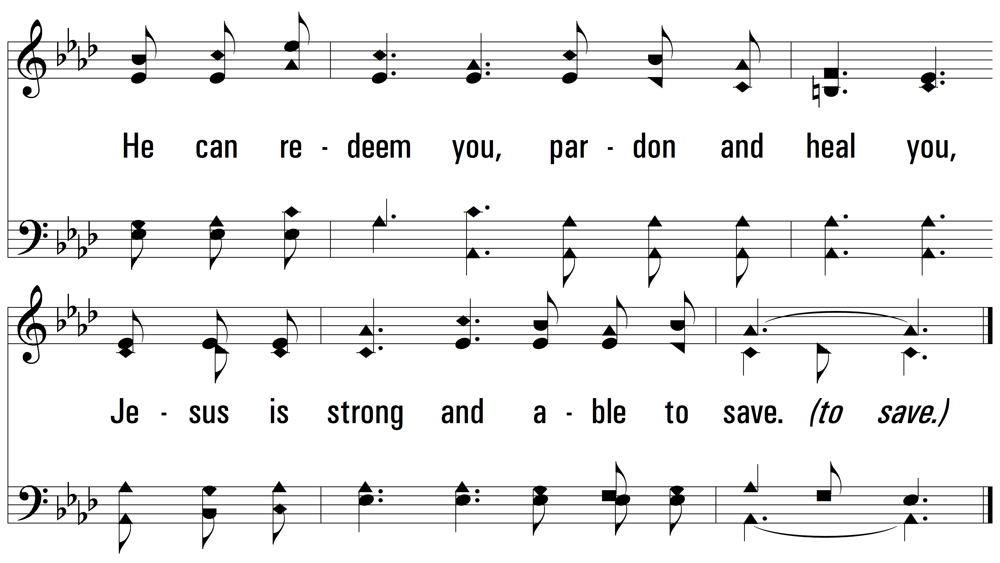 He can re - deem you, par - don and heal you,
Je - sus is strong and a - ble to save. (to save.)